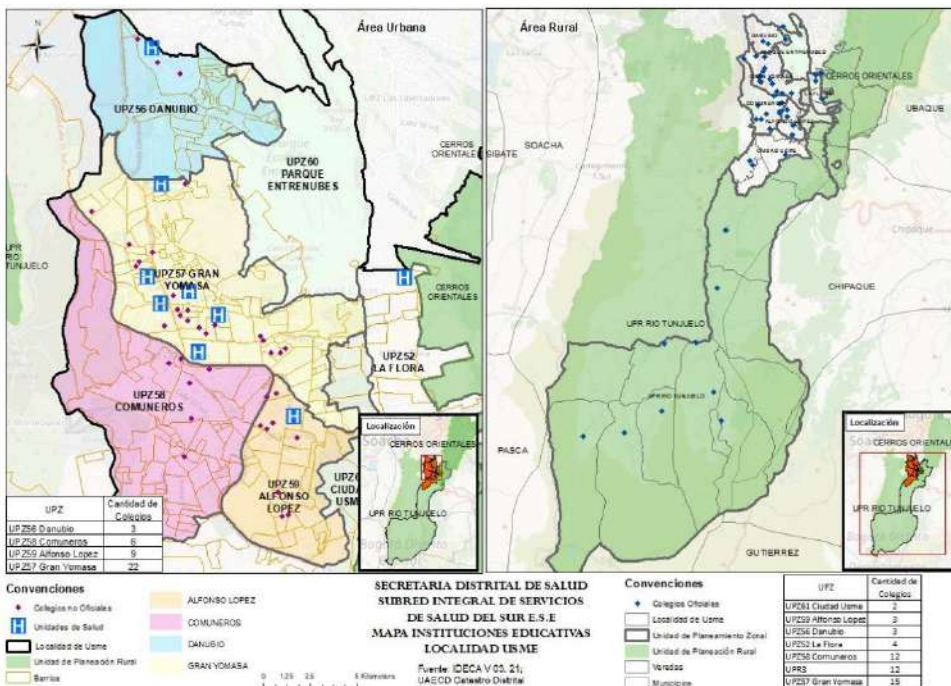 N
Área Urbana
UPZ56 DANUBIO
UPZ60
PARQUE
ENTRENUBES
CERROS
ORIENTALES
UPR
RIO
TUNJUELO
UPZ57 GRAN
YOMASA
CERROS
ORIENTALES
UPZ52
LA FLORA
UPZ58
COMUNEROS
UPZ59
ALFONSO
LOPEZ
Localización
CERROS ORIENTALES
UPR RIO TUNJUELO
UPZ Cantidad de Colegios
UPZ56 Danubio 3
UPZ58 Comuneros 6
UPZ59 Alfonso Lopez 9
UPZ57 Gran Yomasa 22
Área Rural
SIBATE
SOACHA
CERROS ORIENTALES
UBAQUE
Chipaque
CHIPAQUE
UPR RIO TUNJUELO
UPR RIO TUNJUELO
PASCA
GUTIERREZ
Localización
CERROS ORIENTALES
UPR RIO TUNJUELO
Convenciones
Colegios no Oficiales
H Unidades de Salud
Localidad de Usme
Unidad de Planeación Rural
Barrios
ALFONSO LOPEZ
COMUNEROS
DANUBIO
GRAN YOMASA
SECRETARIA DISTRITAL DE SALUD
SUBRED INTEGRAL DE SERVICIOS
DE SALUD DEL SUR E.S.E
MAPA INSTITUCIONES EDUCATIVAS
LOCALIDAD USME
Fuente: IDECA V 03. 21;
UAECD Catastro Distrital
Convenciones
Colegios Oficiales
Localidad de Usme
Unidad de Planeamiento Zonal
Unidad de Planeación Rural
Veredas
Municipios
UPZ Cantidad de Colegios
UPZ61 Ciudad Usme 2
UPZ59 Alfonso Lopez 3
UPZ56 Danubio 3
UPZ52 La Flora 4
UPZ58 Comuneros 12
UPR3 12
UPZ57 Gran Yomasa 15